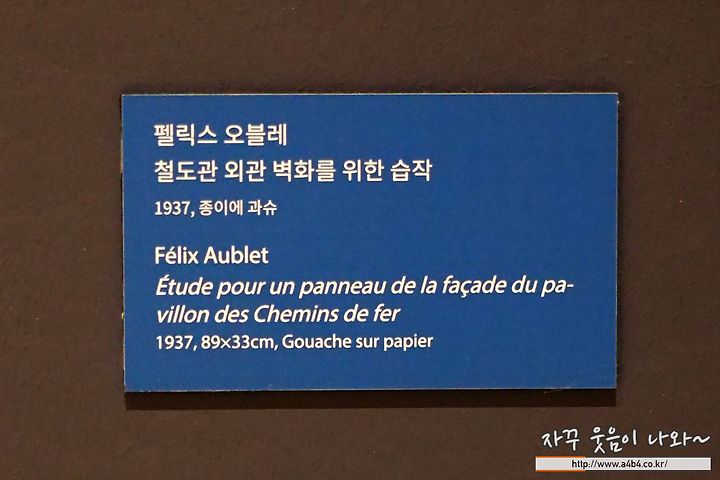 펠릭스 오블레
철도관 외관 벽화를 위한 습작
1937, 종이에 과슈
Félix Aublet
Étude pour un panneau de la façade du pa-
villon des Chemins de fer
1937, 89×33cm, Gouache sur papier
자꾸 웃음이 나와~
http://www.a4b4.co.kr/